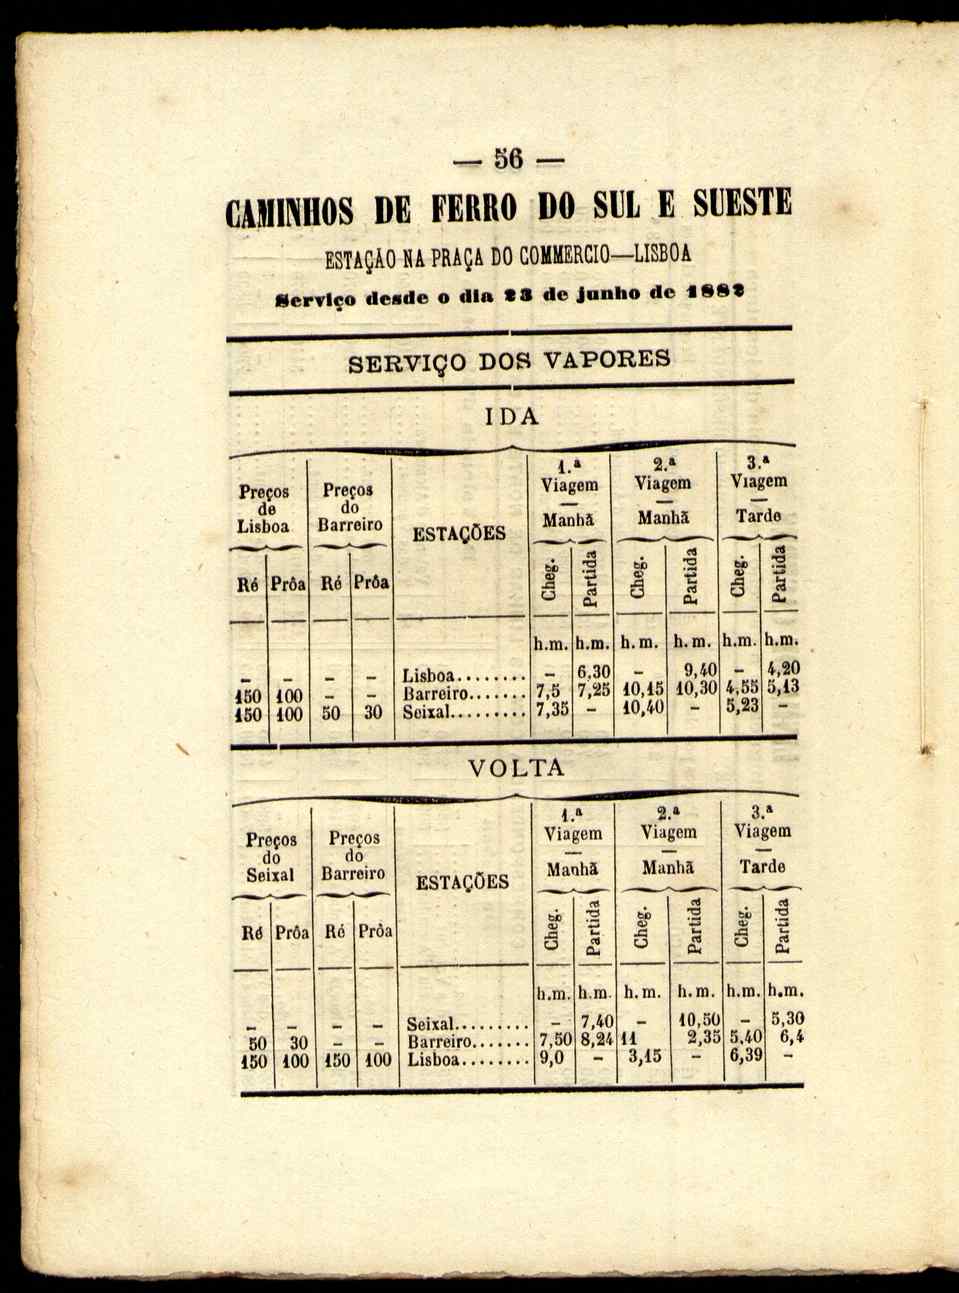 — 56 —
CAMINHOS DE FERRO DO SUL E SUESTE
ESTAÇÃO NA PRAÇA DO COMMERCIO—LISBOA
Serviço desde o dia 23 de junho de 1882
SERVIÇO DOS VAPORES
IDA
Preços de Lisboa | Preços do Barreiro | ESTAÇÕES | 1.ª Viagem — Manhã | 2.ª Viagem — Manhã | 3.ª Viagem — Tarde
Ré | Prôa | Ré | Prôa | Cheg. | Partida | Cheg. | Partida | Cheg. | Partida
h.m. | h.m. | h.m. | h.m. | h.m. | h.m.
– | – | – | – | Lisboa......... | – | 6,30 | – | 9,40 | – | 4,20
150 | 100 | – | – | Barreiro....... | 7,5 | 7,25 | 10,15 | 10,30 | 4,55 | 5,13
150 | 100 | 50 | 30 | Seixal.......... | 7,35 | – | 10,40 | – | 5,23 | –
VOLTA
Preços do Seixal | Preços do Barreiro | ESTAÇÕES | 1.ª Viagem — Manhã | 2.ª Viagem — Manhã | 3.ª Viagem — Tarde
Ré | Prôa | Ré | Prôa | Cheg. | Partida | Cheg. | Partida | Cheg. | Partida
h.m. | h.m. | h.m. | h.m. | h.m. | h.m.
– | – | – | – | Seixal.......... | – | 7,40 | – | 10,50 | – | 5,30
50 | 30 | – | – | Barreiro....... | 7,50 | 8,24 | 11 | 2,35 | 5,40 | 6,4
150 | 100 | 150 | 100 | Lisboa......... | 9,0 | – | 3,15 | – | 6,39 | –